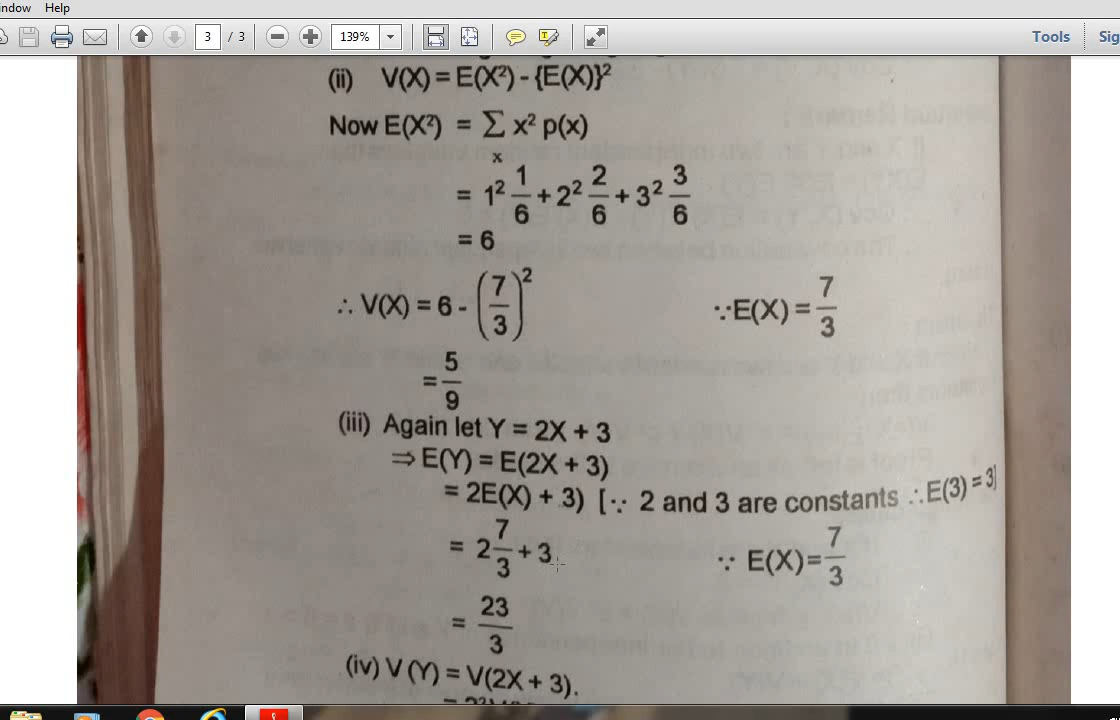 indow Help
3 / 3 139% Tools Sig
(ii) V(X) = E(X²) - {E(X)}²
Now E(X²) = ∑ x² p(x)
x
= 1² 1/6 + 2² 2/6 + 3² 3/6
= 6
∴ V(X) = 6 - (7/3)² ∵ E(X) = 7/3
= 5/9
(iii) Again let Y = 2X + 3
⇒ E(Y) = E(2X + 3)
= 2E(X) + 3) [∵ 2 and 3 are constants ∴ E(3) = 3]
= 2 7/3 + 3 ∵ E(X) = 7/3
= 23/3
(iv) V (Y) = V(2X + 3).